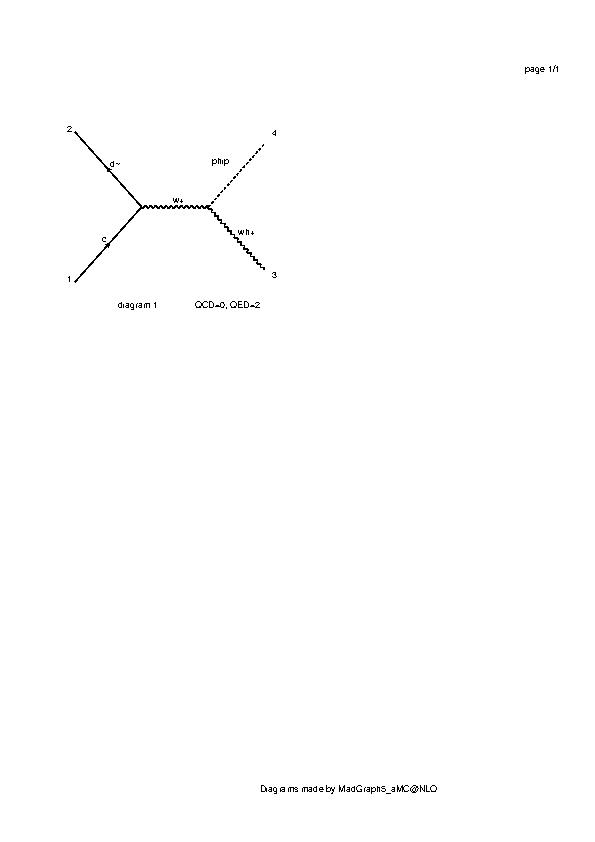 page 1/1
2
4
d~
phip
w+
c
wh+
1
3
diagram 1 QCD=0, QED=2
Diagrams made by MadGraph5_aMC@NLO